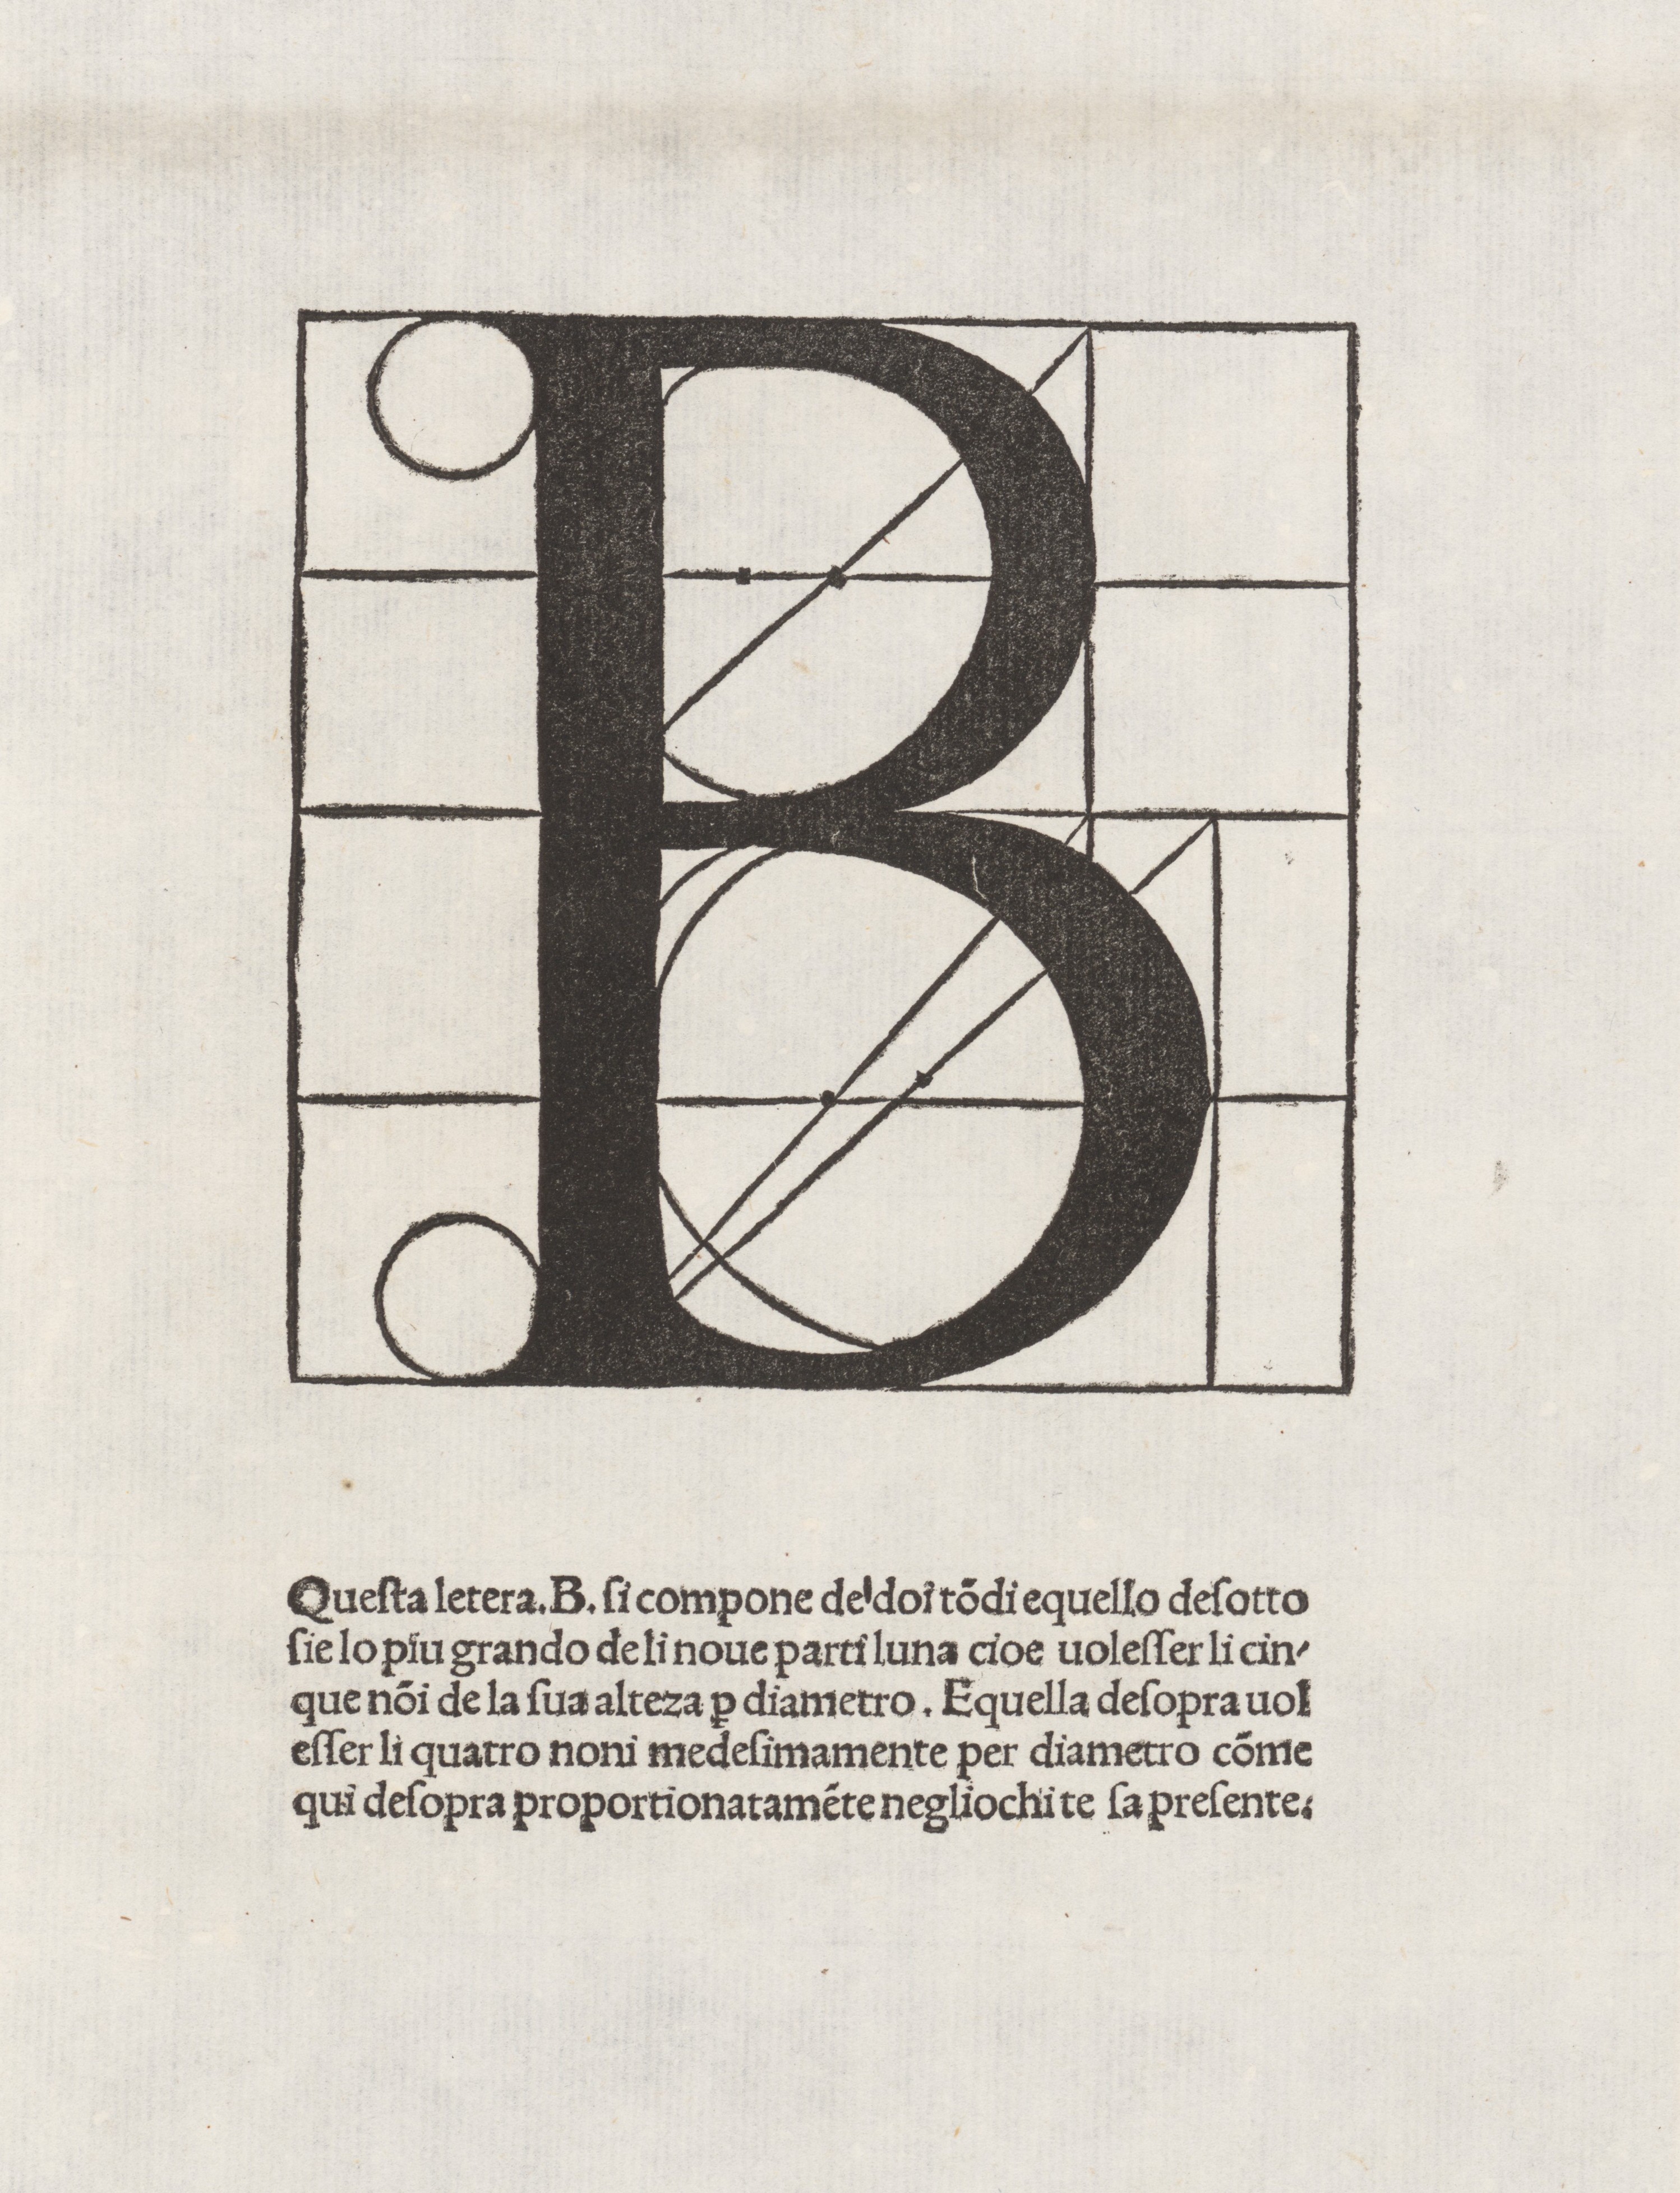 B
Queſta letera.B. ſi compone de doi tōdi equello deſotto
ſie lo piu grando de li noue parti luna cioe uoleſſer li cin-
que nōi de la ſua alteza ꝑ diametro. Equella deſopra uol
eſſer li quatro noni medeſimamente per diametro cōme
qui deſopra proportionatamēte negliochi te ſa preſente.